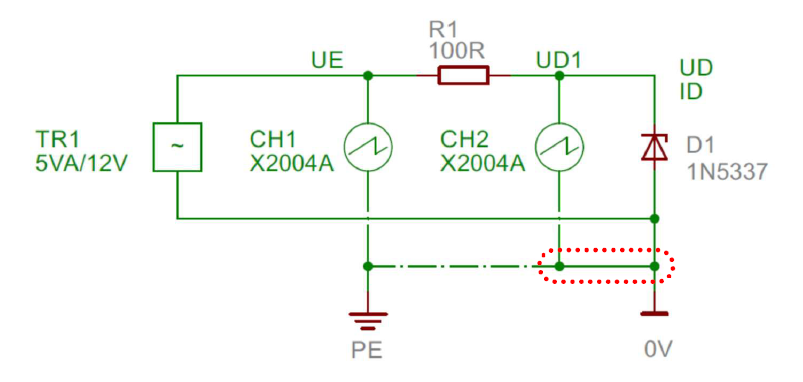 R1
100R
UE
UD1
UD
ID
TR1
5VA/12V
~
CH1
X2004A
CH2
X2004A
D1
1N5337
PE
0V